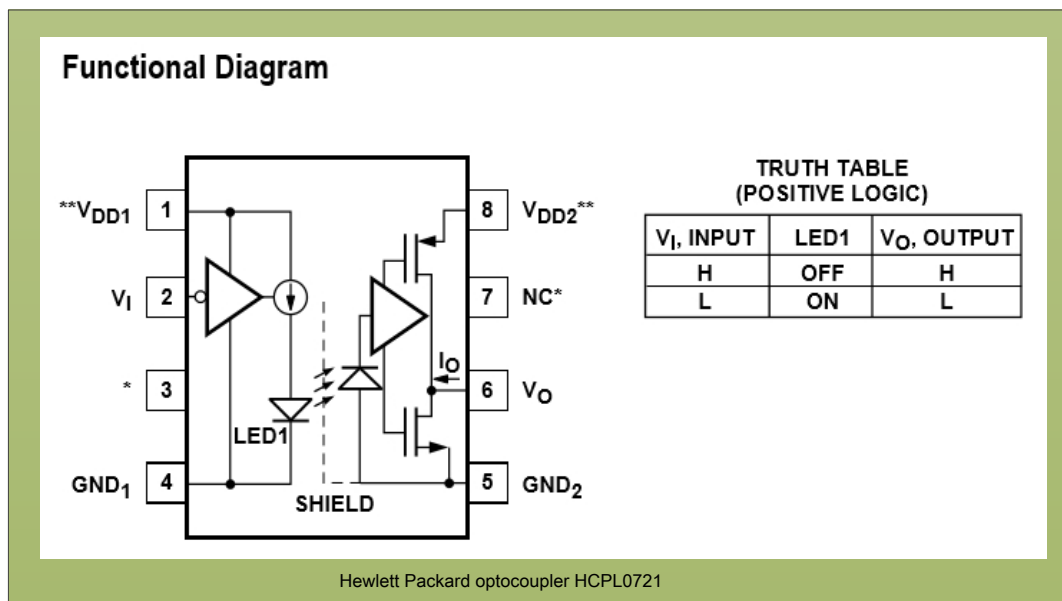 Functional Diagram
**VDD1 1
VI 2
* 3
GND1 4
LED1
SHIELD
IO
8 VDD2**
7 NC*
6 VO
5 GND2
TRUTH TABLE
(POSITIVE LOGIC)
VI, INPUT LED1 VO, OUTPUT
H OFF H
L ON L
Hewlett Packard optocoupler HCPL0721